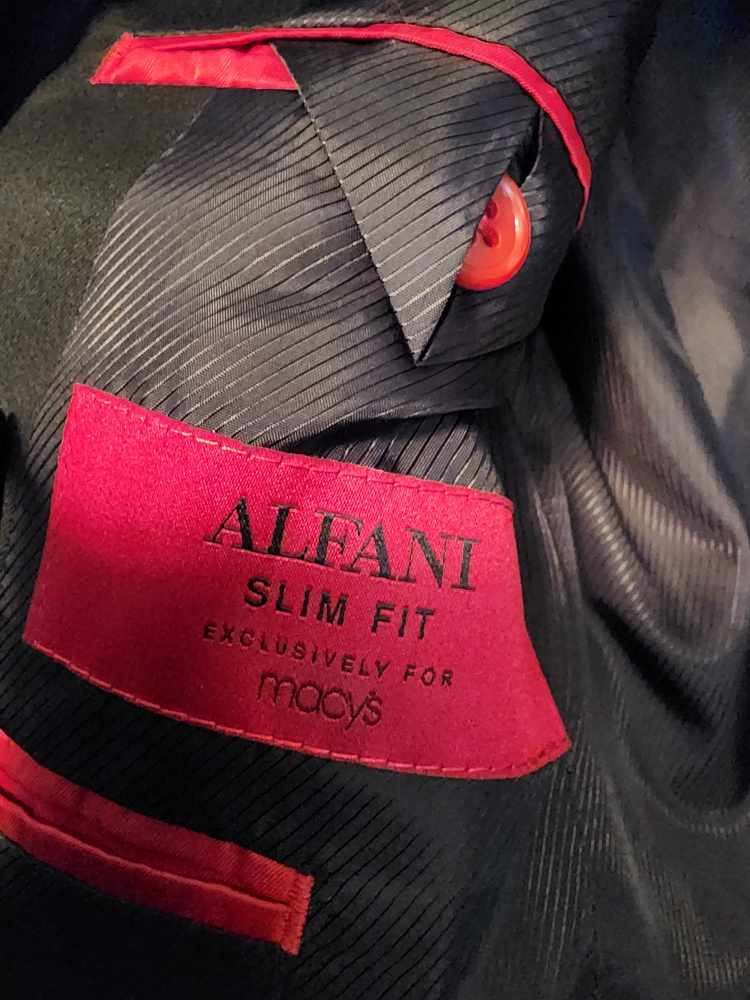 ALFANI
SLIM FIT
EXCLUSIVELY FOR
macy's